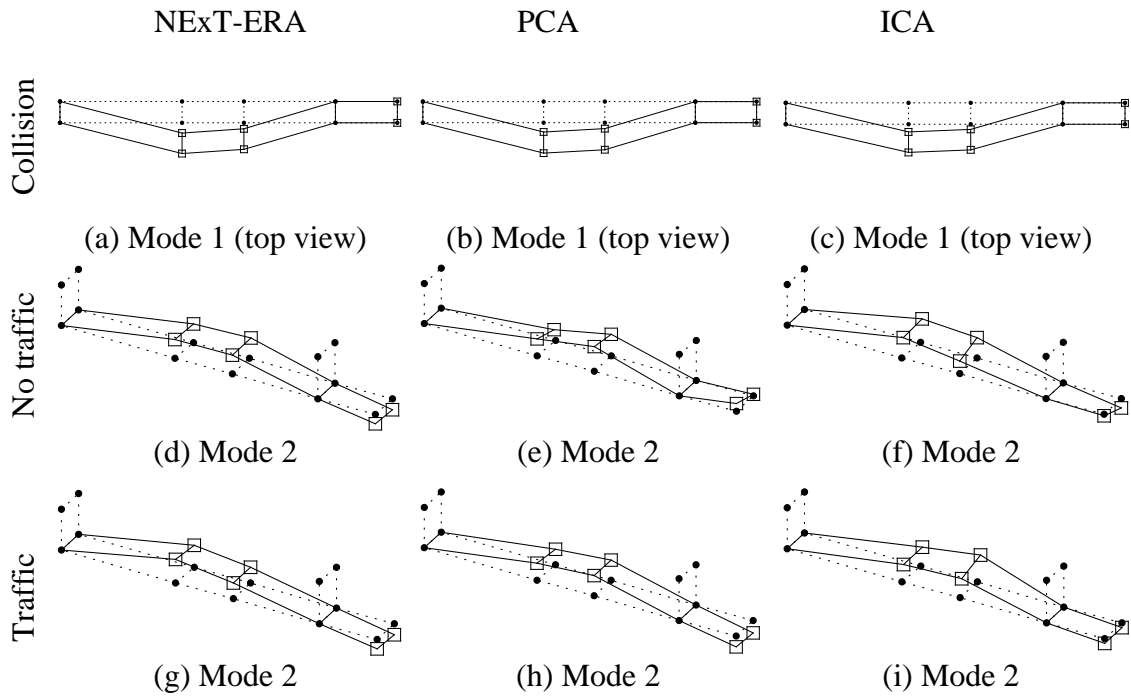 NExT-ERA PCA ICA
Collision
(a) Mode 1 (top view) (b) Mode 1 (top view) (c) Mode 1 (top view)
No traffic
(d) Mode 2 (e) Mode 2 (f) Mode 2
Traffic
(g) Mode 2 (h) Mode 2 (i) Mode 2